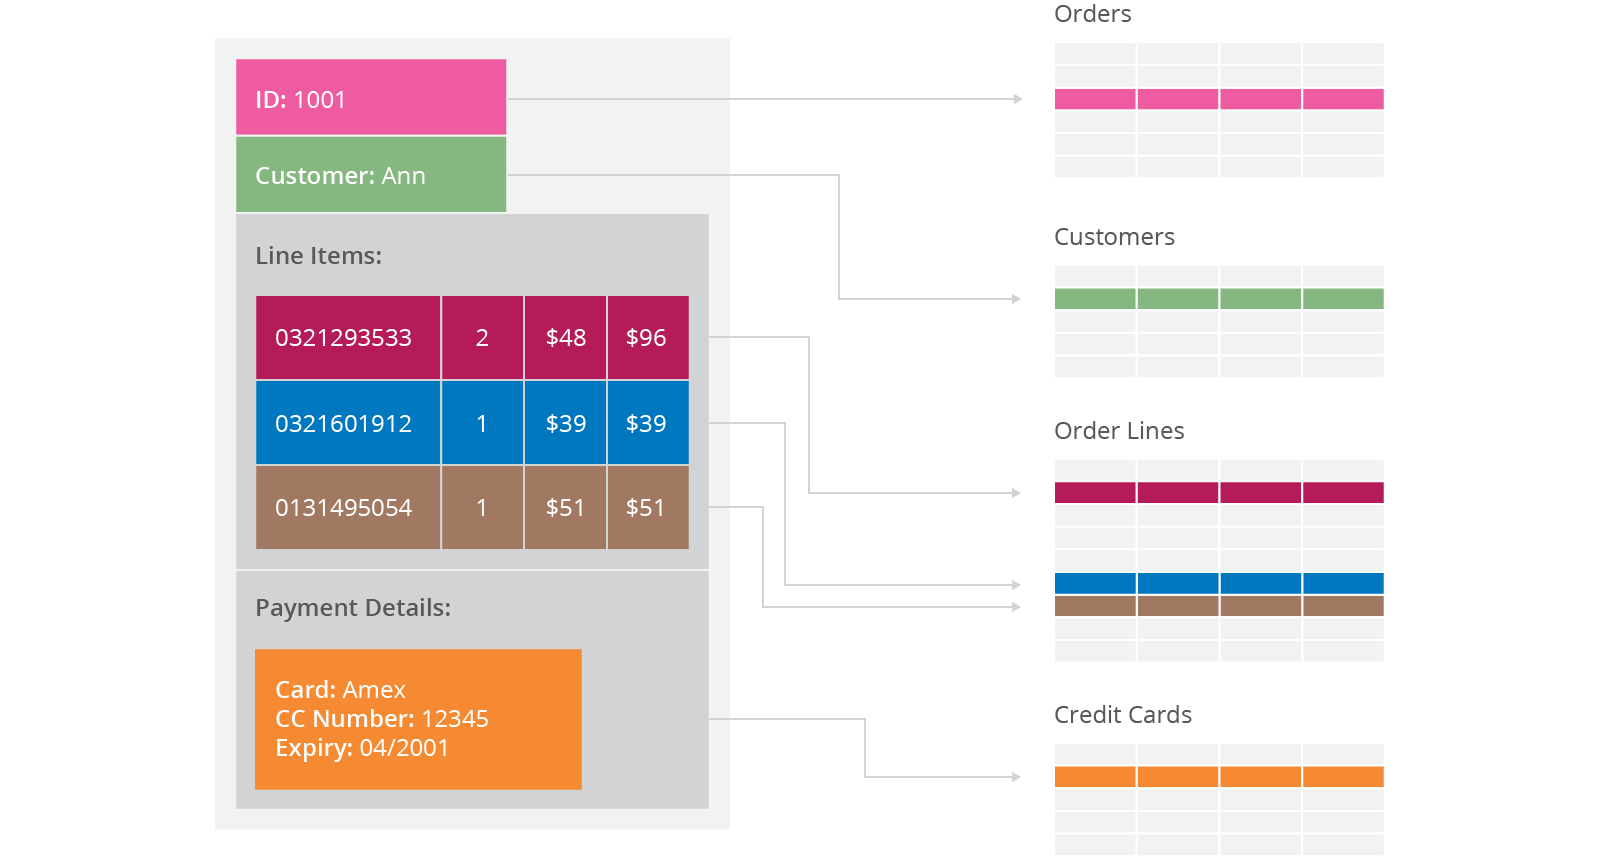 ID: 1001
Customer: Ann
Line Items:
0321293533 2 $48 $96
0321601912 1 $39 $39
0131495054 1 $51 $51
Payment Details:
Card: Amex
CC Number: 12345
Expiry: 04/2001
Orders
Customers
Order Lines
Credit Cards